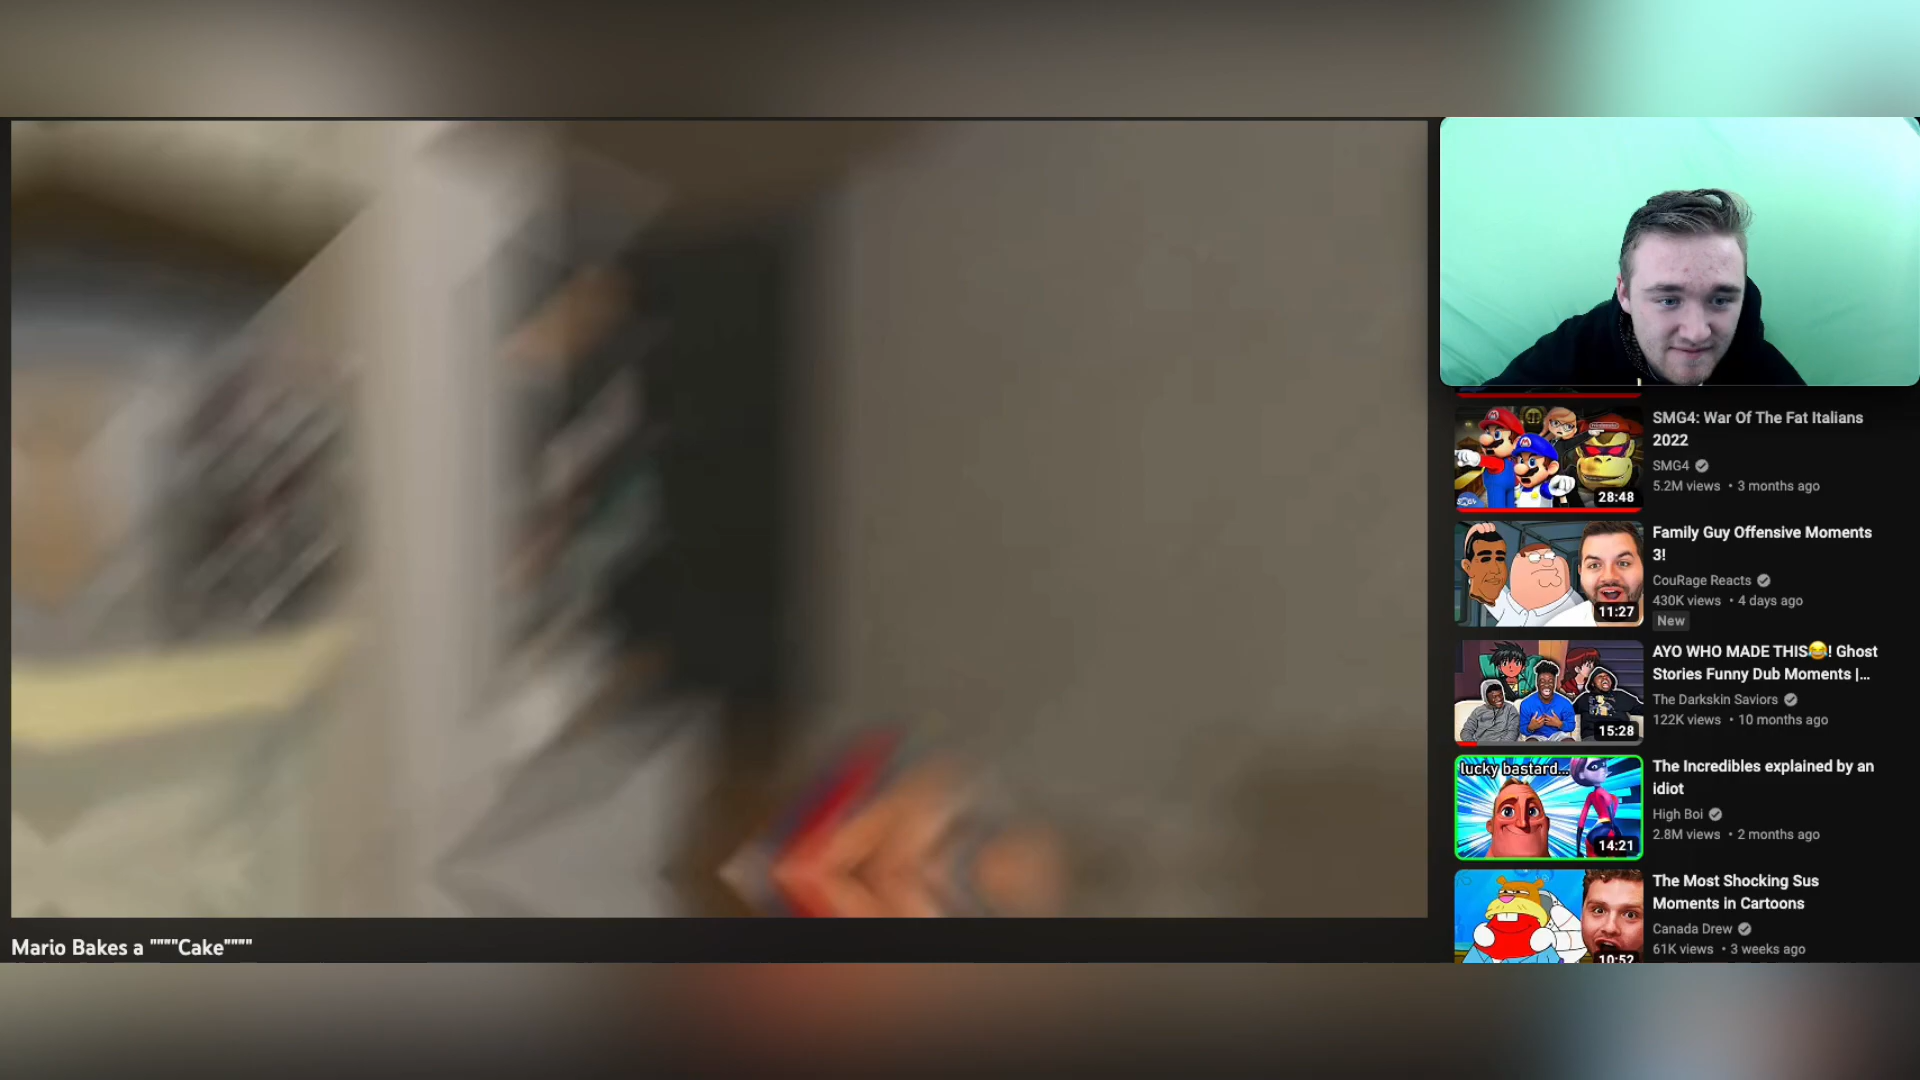 SMG4: War Of The Fat Italians
2022
SMG4
5.2M views • 3 months ago
28:48
Family Guy Offensive Moments
3!
CouRage Reacts
430K views • 4 days ago
New
11:27
AYO WHO MADE THIS😂! Ghost
Stories Funny Dub Moments |...
The Darkskin Saviors
122K views • 10 months ago
15:28
lucky bastard...
The Incredibles explained by an
idiot
High Boi
2.8M views • 2 months ago
14:21
The Most Shocking Sus
Moments in Cartoons
Canada Drew
61K views • 3 weeks ago
10:52
Mario Bakes a """"Cake""""